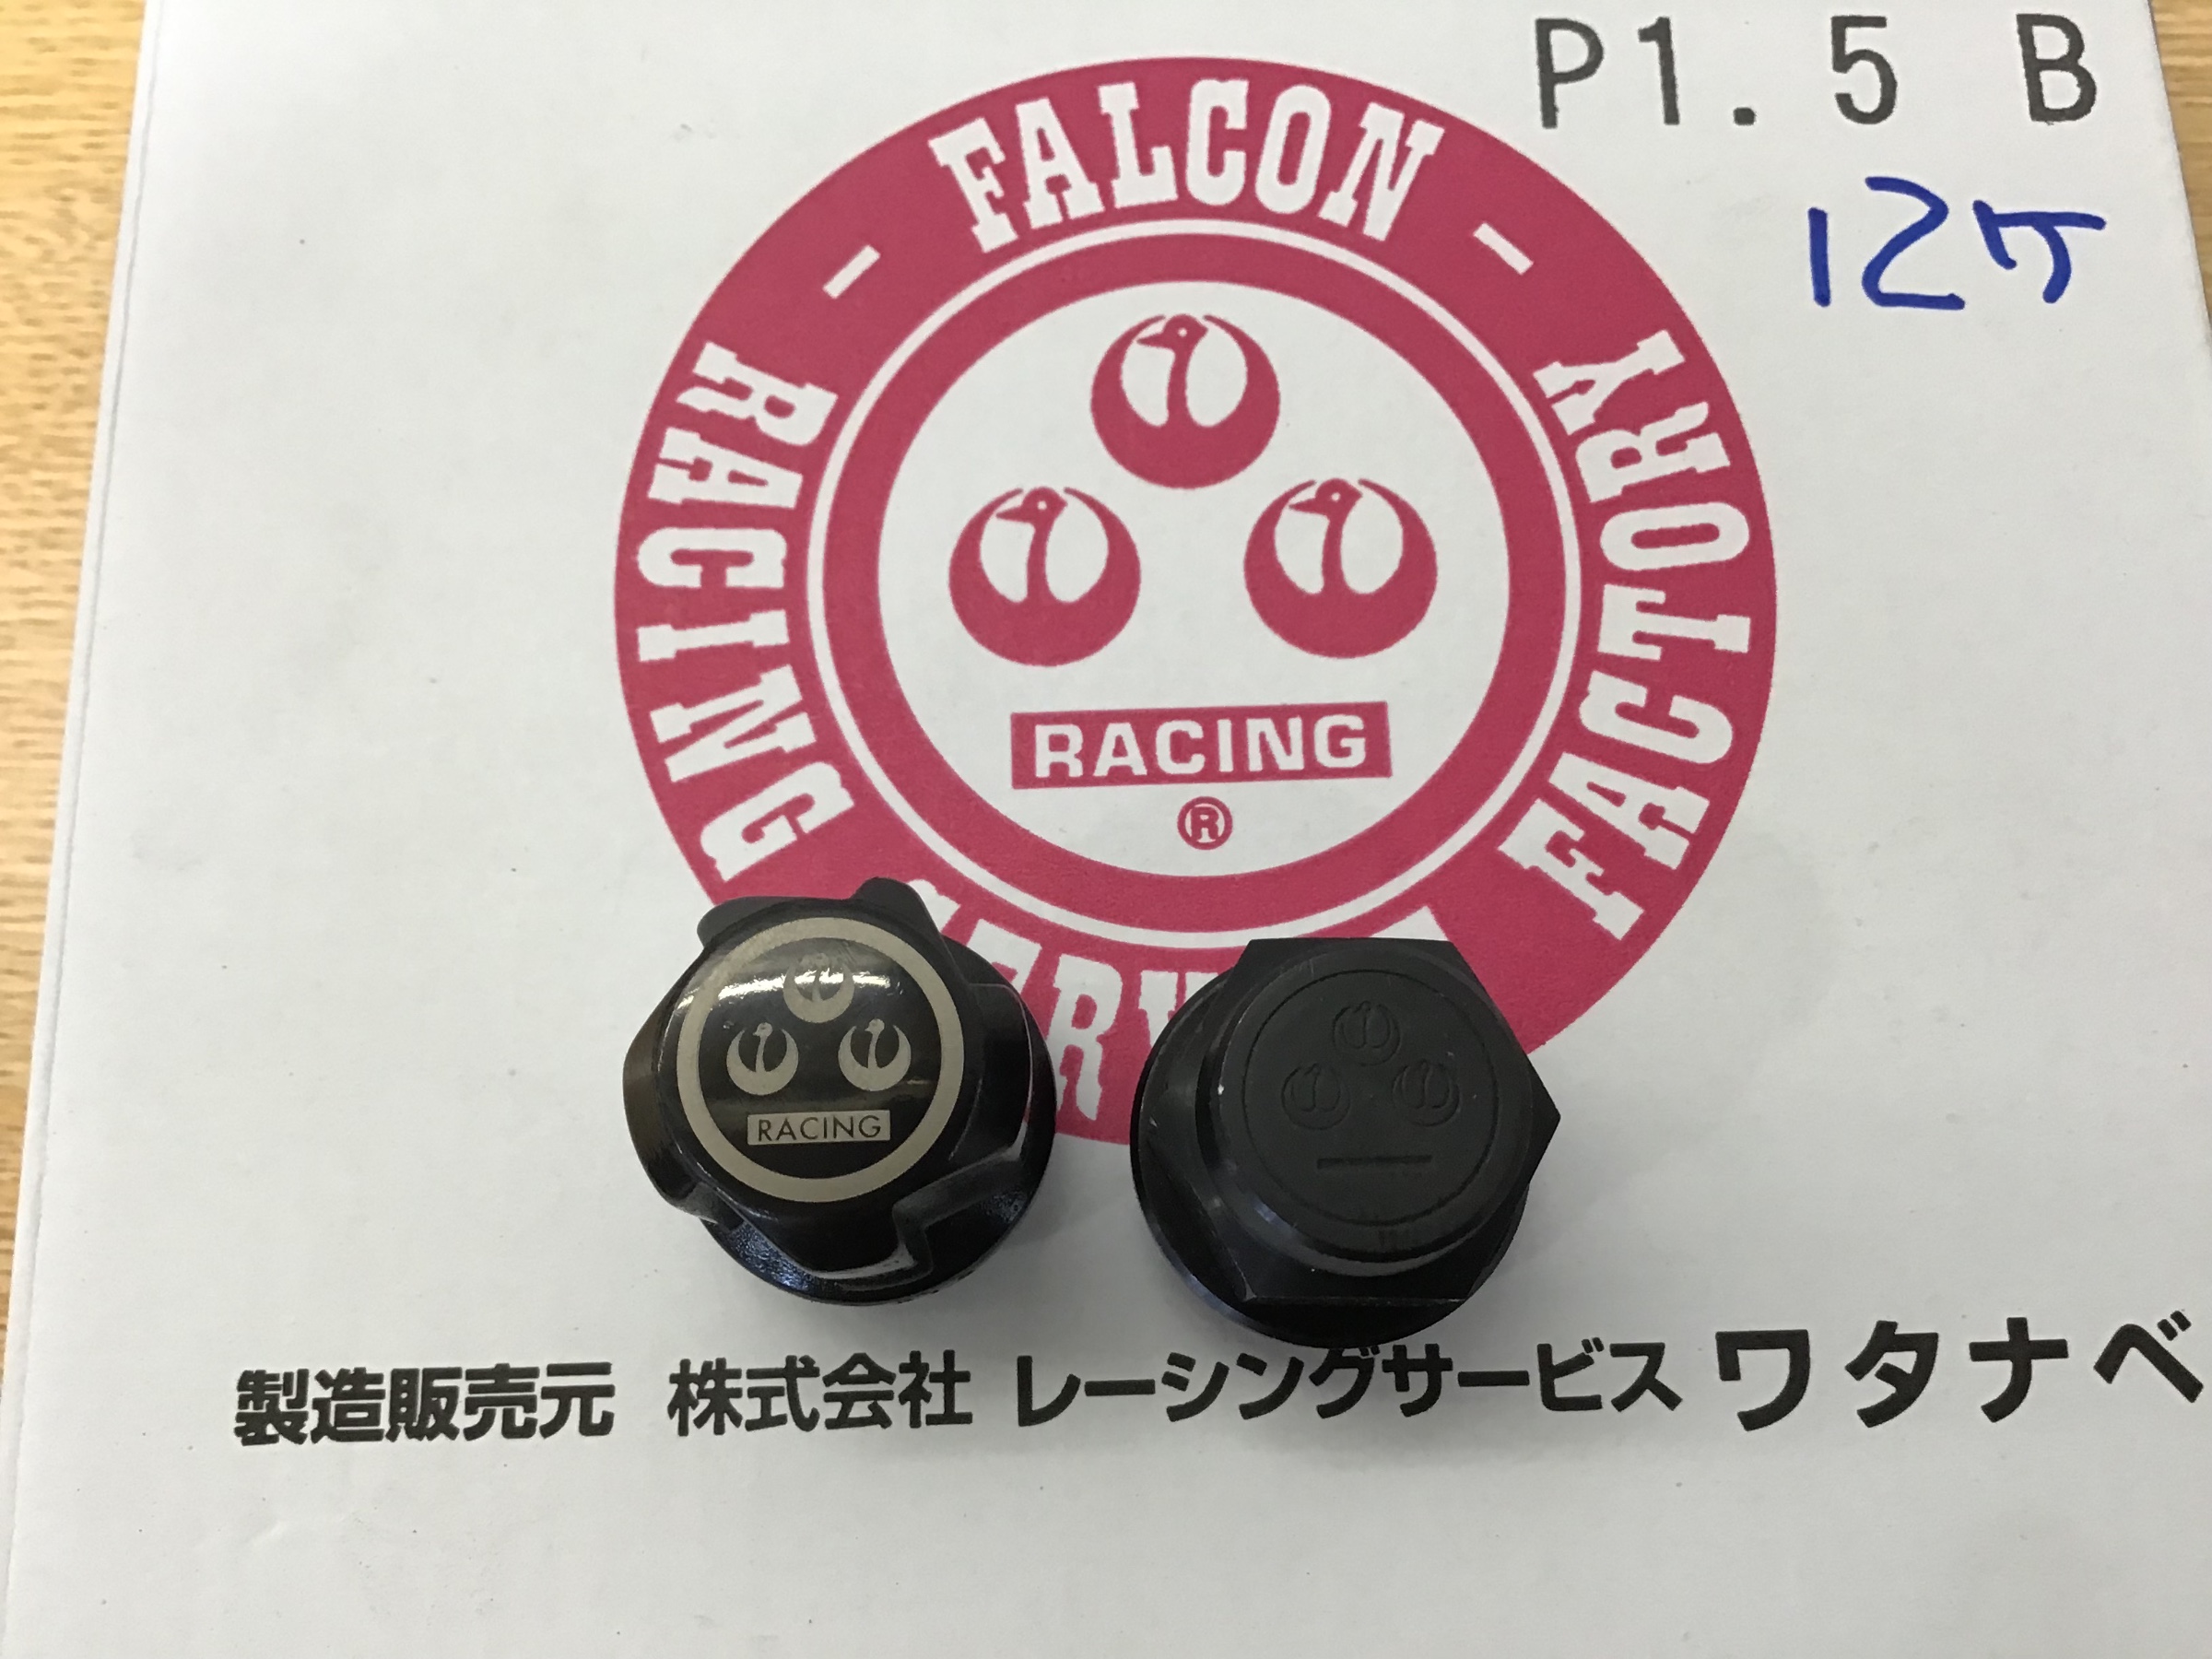 P1.5 B
12ケ
- FALCON -
RACING
FACTORY
RACING
®
RACING
製造販売元 株式会社 レーシングサービス ワタナベ